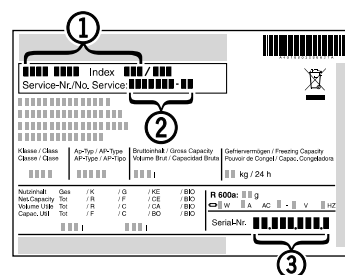 1
Index /
Service-Nr./No. Service: -
2
Klasse / Class
Classe / Clase
Ap-Typ / AP-Type
AP-Type / AP-Tipo
Bruttoinhalt / Gross Capacity
Volume Brut / Capacidad Bruta
Gefriervermögen / Freezing Capacity
Pouvoir de Congel / Capac. Congeladora
l
kg / 24 h
Nutzinhalt Ges / K / G / KE / BIO
Net.Capacity Tot / R / F / CE / BIO
Volume Utile Tot / R / C / CA / BIO
Capac. Util Tot / F / C / BO / BIO
l l
R 600a: g
W A AC - V HZ
Serial-Nr.
3